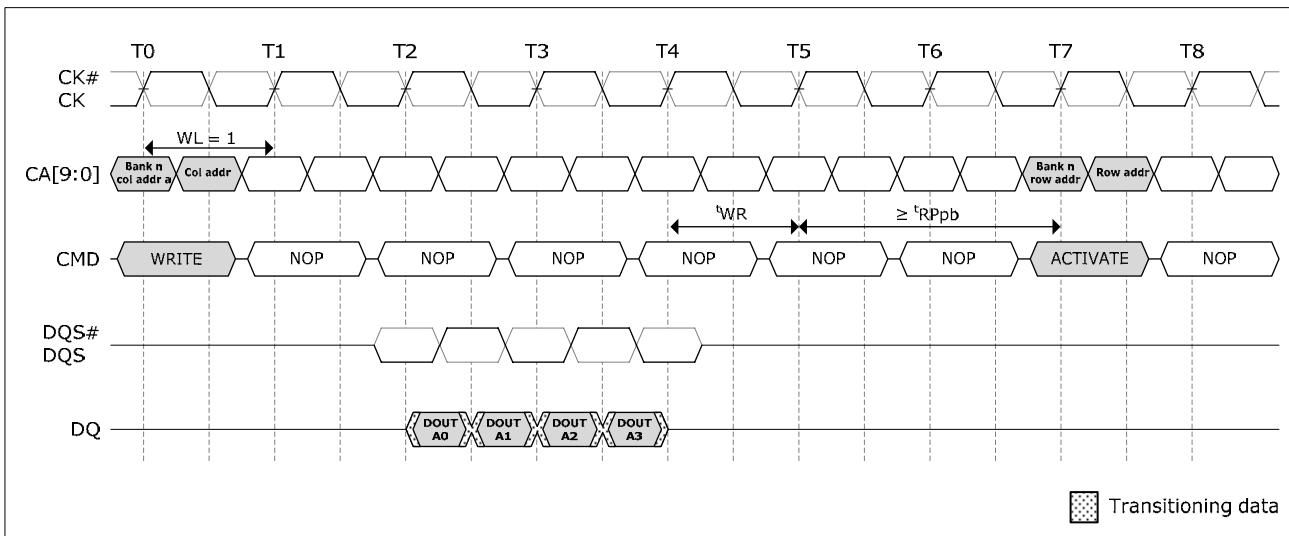 T0 T1 T2 T3 T4 T5 T6 T7 T8
CK#
CK
WL = 1
CA[9:0]
Bank n
col addr a
Col addr
Bank n
row addr
Row addr
tWR
≥ tRPpb
CMD
WRITE NOP NOP NOP NOP NOP NOP ACTIVATE NOP
DQS#
DQS
DQ
DOUT
A0
DOUT
A1
DOUT
A2
DOUT
A3
Transitioning data